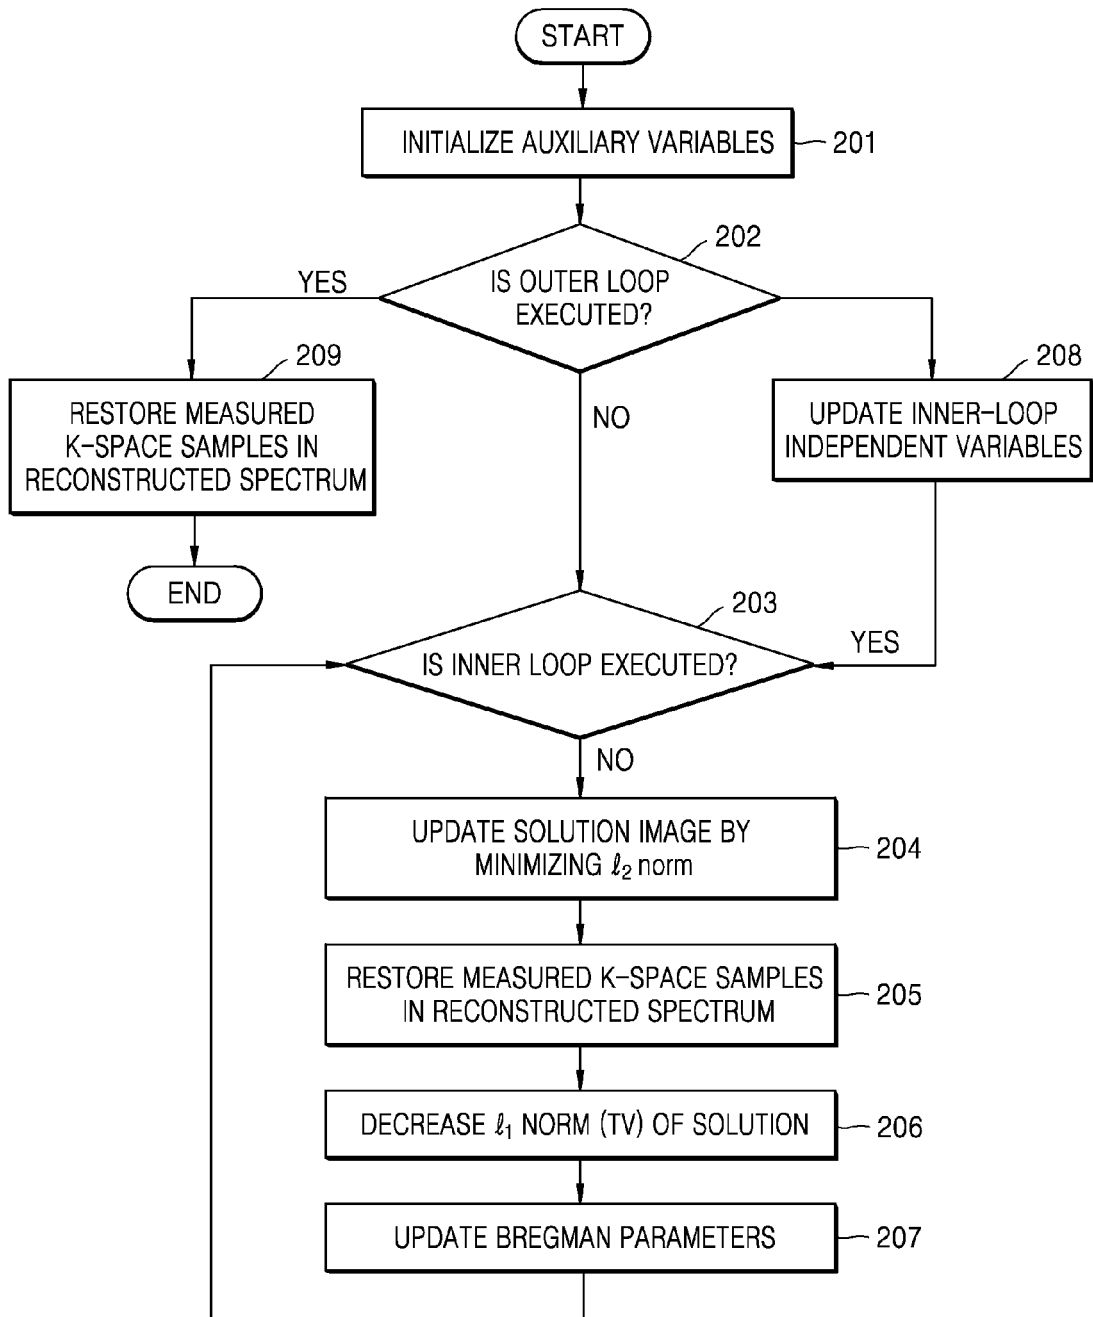 START
INITIALIZE AUXILIARY VARIABLES
201
202
IS OUTER LOOP
EXECUTED?
YES
NO
209
RESTORE MEASURED
K-SPACE SAMPLES IN
RECONSTRUCTED SPECTRUM
END
208
UPDATE INNER-LOOP
INDEPENDENT VARIABLES
203
IS INNER LOOP EXECUTED?
YES
NO
UPDATE SOLUTION IMAGE BY
MINIMIZING ℓ₂ norm
204
RESTORE MEASURED K-SPACE SAMPLES
IN RECONSTRUCTED SPECTRUM
205
DECREASE ℓ₁ NORM (TV) OF SOLUTION
206
UPDATE BREGMAN PARAMETERS
207